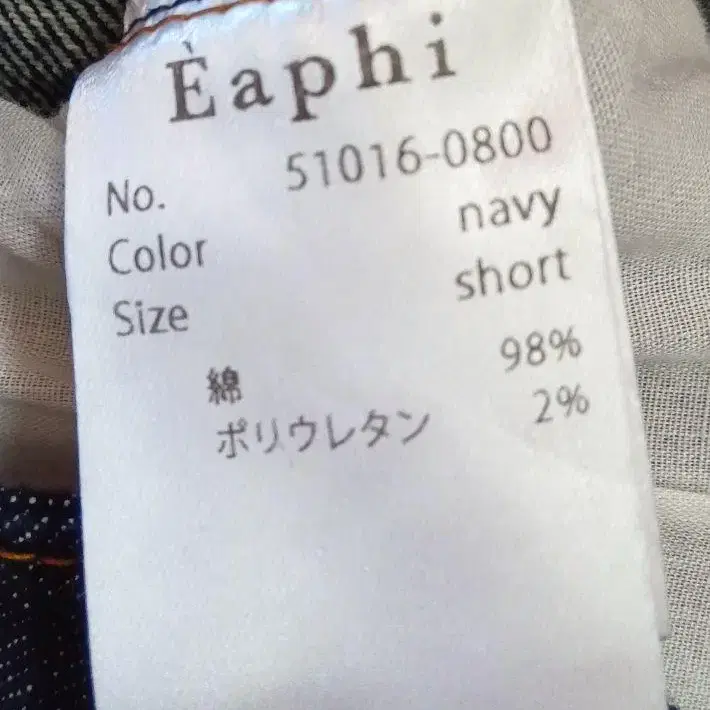 Èaphi
No. 51016-0800
Color navy
Size short
綿 98%
ポリウレタン 2%